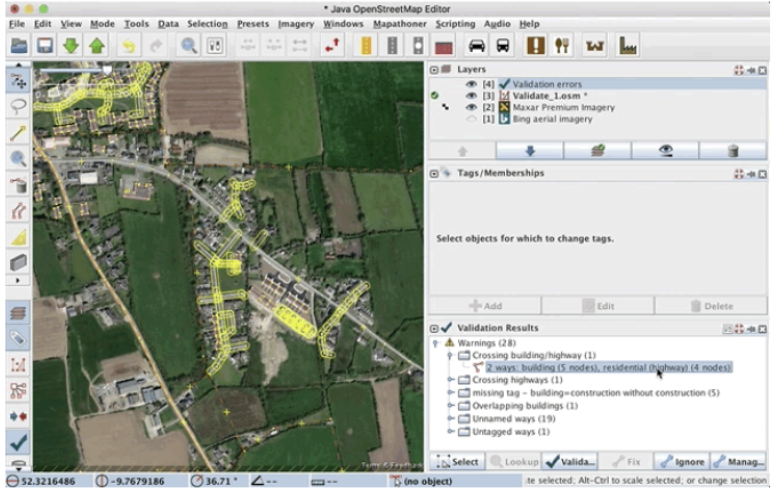 * Java OpenStreetMap Editor
File Edit View Mode Tools Data Selection Presets Imagery Windows Mapathoner Scripting Audio Help
Layers
[4] Validation errors
[3] Validate_1.osm *
[2] Maxar Premium Imagery
[1] Bing aerial imagery
Tags/Memberships
Select objects for which to change tags.
Add Edit Delete
Validation Results
Warnings (28)
Crossing building/highway (1)
2 ways: building (5 nodes), residential (highway) (4 nodes)
Crossing highways (1)
missing tag - building=construction without construction (5)
Overlapping buildings (1)
Unnamed ways (19)
Untagged ways (1)
Select Lookup Valida... Fix Ignore Manag...
52.3216486 -9.7679186 36.71 ° -- -- (no object) te selected; Alt-Ctrl to scale selected; or change selection